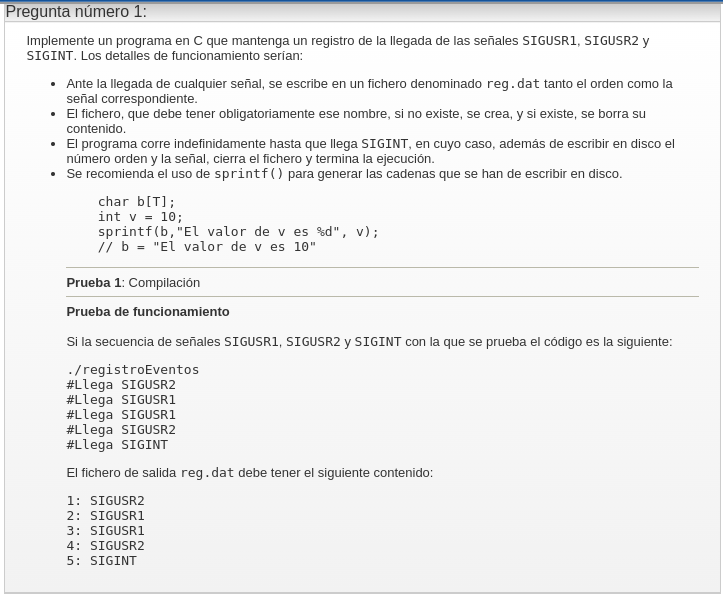 Pregunta número 1:
Implemente un programa en C que mantenga un registro de la llegada de las señales SIGUSR1, SIGUSR2 y
SIGINT. Los detalles de funcionamiento serían:
• Ante la llegada de cualquier señal, se escribe en un fichero denominado reg.dat tanto el orden como la
señal correspondiente.
• El fichero, que debe tener obligatoriamente ese nombre, si no existe, se crea, y si existe, se borra su
contenido.
• El programa corre indefinidamente hasta que llega SIGINT, en cuyo caso, además de escribir en disco el
número orden y la señal, cierra el fichero y termina la ejecución.
• Se recomienda el uso de sprintf() para generar las cadenas que se han de escribir en disco.
char b[T];
int v = 10;
sprintf(b,"El valor de v es %d", v);
// b = "El valor de v es 10"
Prueba 1: Compilación
Prueba de funcionamiento
Si la secuencia de señales SIGUSR1, SIGUSR2 y SIGINT con la que se prueba el código es la siguiente:
./registroEventos
#Llega SIGUSR2
#Llega SIGUSR1
#Llega SIGUSR1
#Llega SIGUSR2
#Llega SIGINT
El fichero de salida reg.dat debe tener el siguiente contenido:
1: SIGUSR2
2: SIGUSR1
3: SIGUSR1
4: SIGUSR2
5: SIGINT